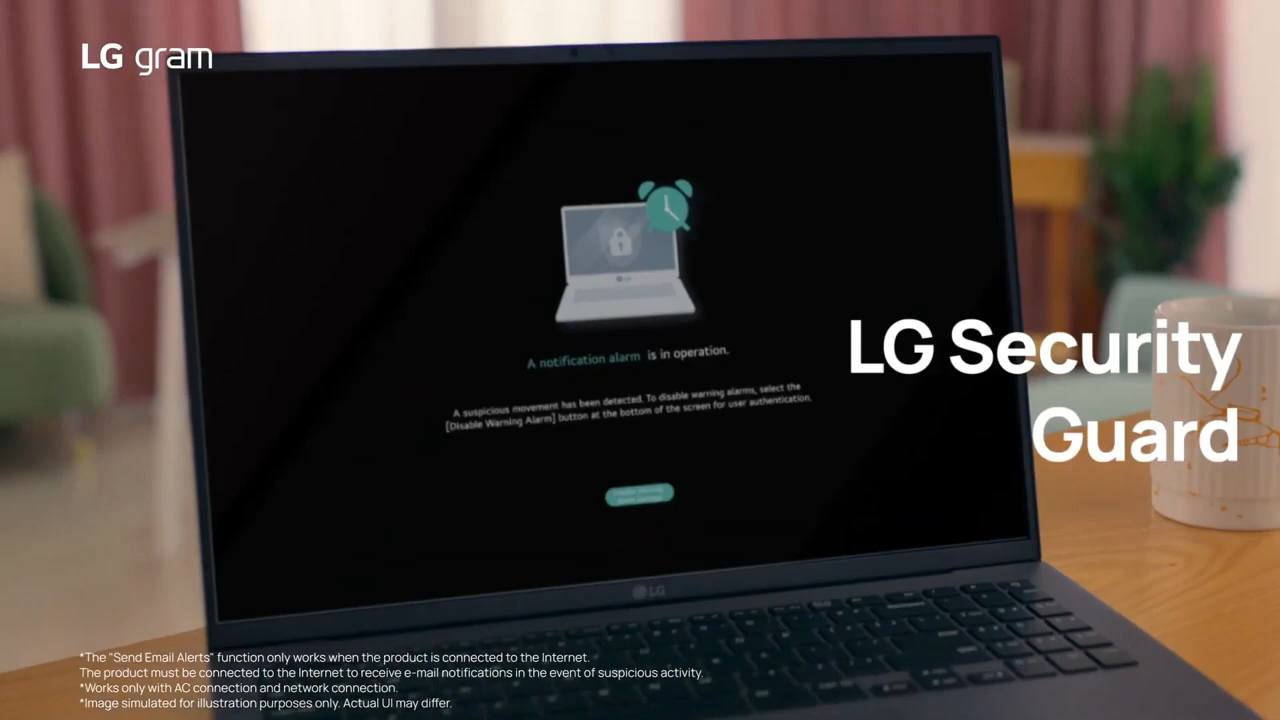 LG gram
A notification alarm is in operation.
A suspicious movement has been detected. To disable warning alarms, select the
[Disable Warning Alarm] button at the bottom of the screen for user authentication.
LG Security
Guard
LG
*The "Send Email Alerts" function only works when the product is connected to the Internet.
The product must be connected to the Internet to receive e-mail notifications in the event of suspicious activity.
*Works only with AC connection and network connection.
*Image simulated for illustration purposes only. Actual UI may differ.